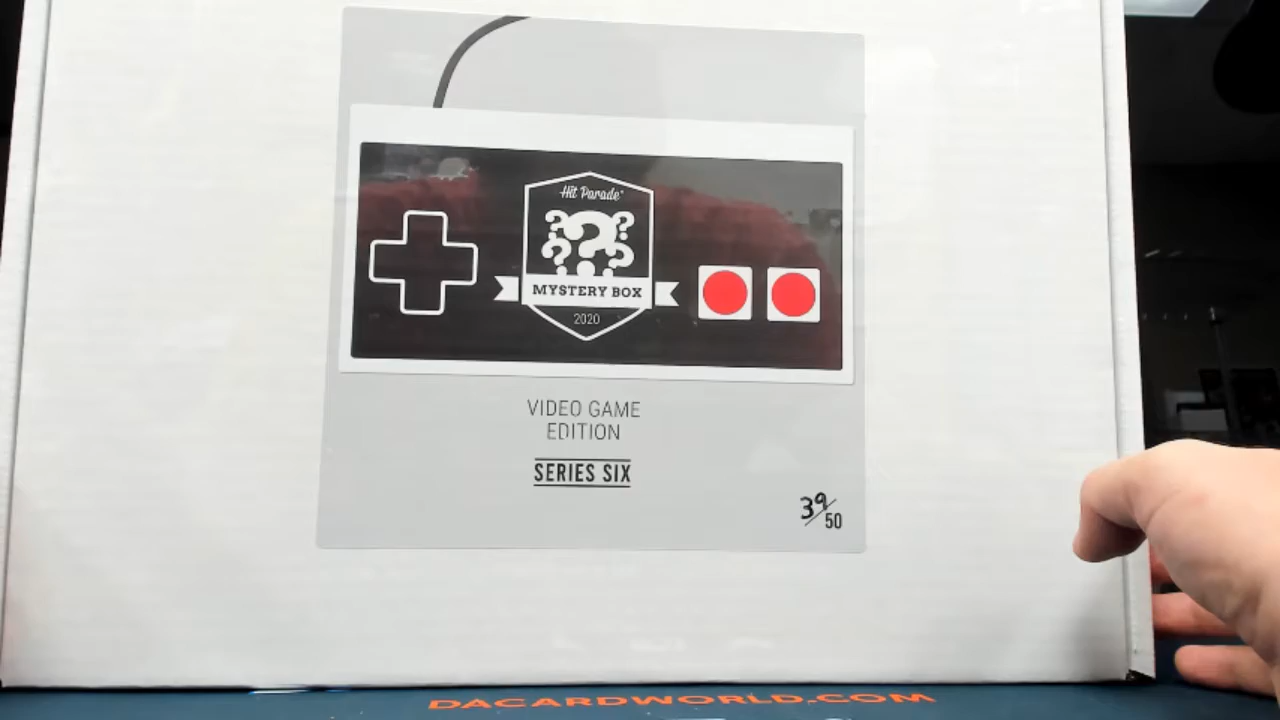 Hit Parade
MYSTERY BOX
2020
VIDEO GAME
EDITION
SERIES SIX
39/50
DACARDWORLD.COM